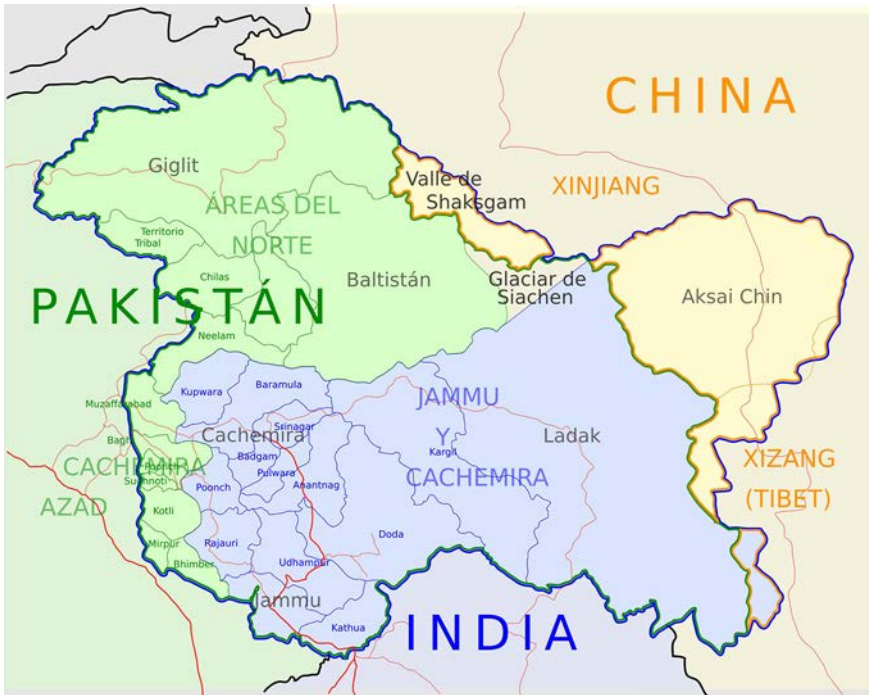 CHINA
Giglit
Valle de
Shaksgam
XINJIANG
ÁREAS DEL
NORTE
Territorio
Tribal
Chilas
Baltistán
Glaciar de
Siachen
Aksai Chin
PAKISTÁN
Neelam
Kupwara
Baramula
JAMMU
Y
CACHEMIRA
Muzaffarabad
Srinagar
Cachemira
Ladak
Bagh
Badgam
Kargil
CACHEMIRA
AZAD
Poonch
Pulwara
XIZANG
(TIBET)
Sudhnoti
Poonch
Anantnag
Kotli
Mirpur
Rajauri
Doda
Bhimber
Udhampur
Jammu
Kathua
INDIA